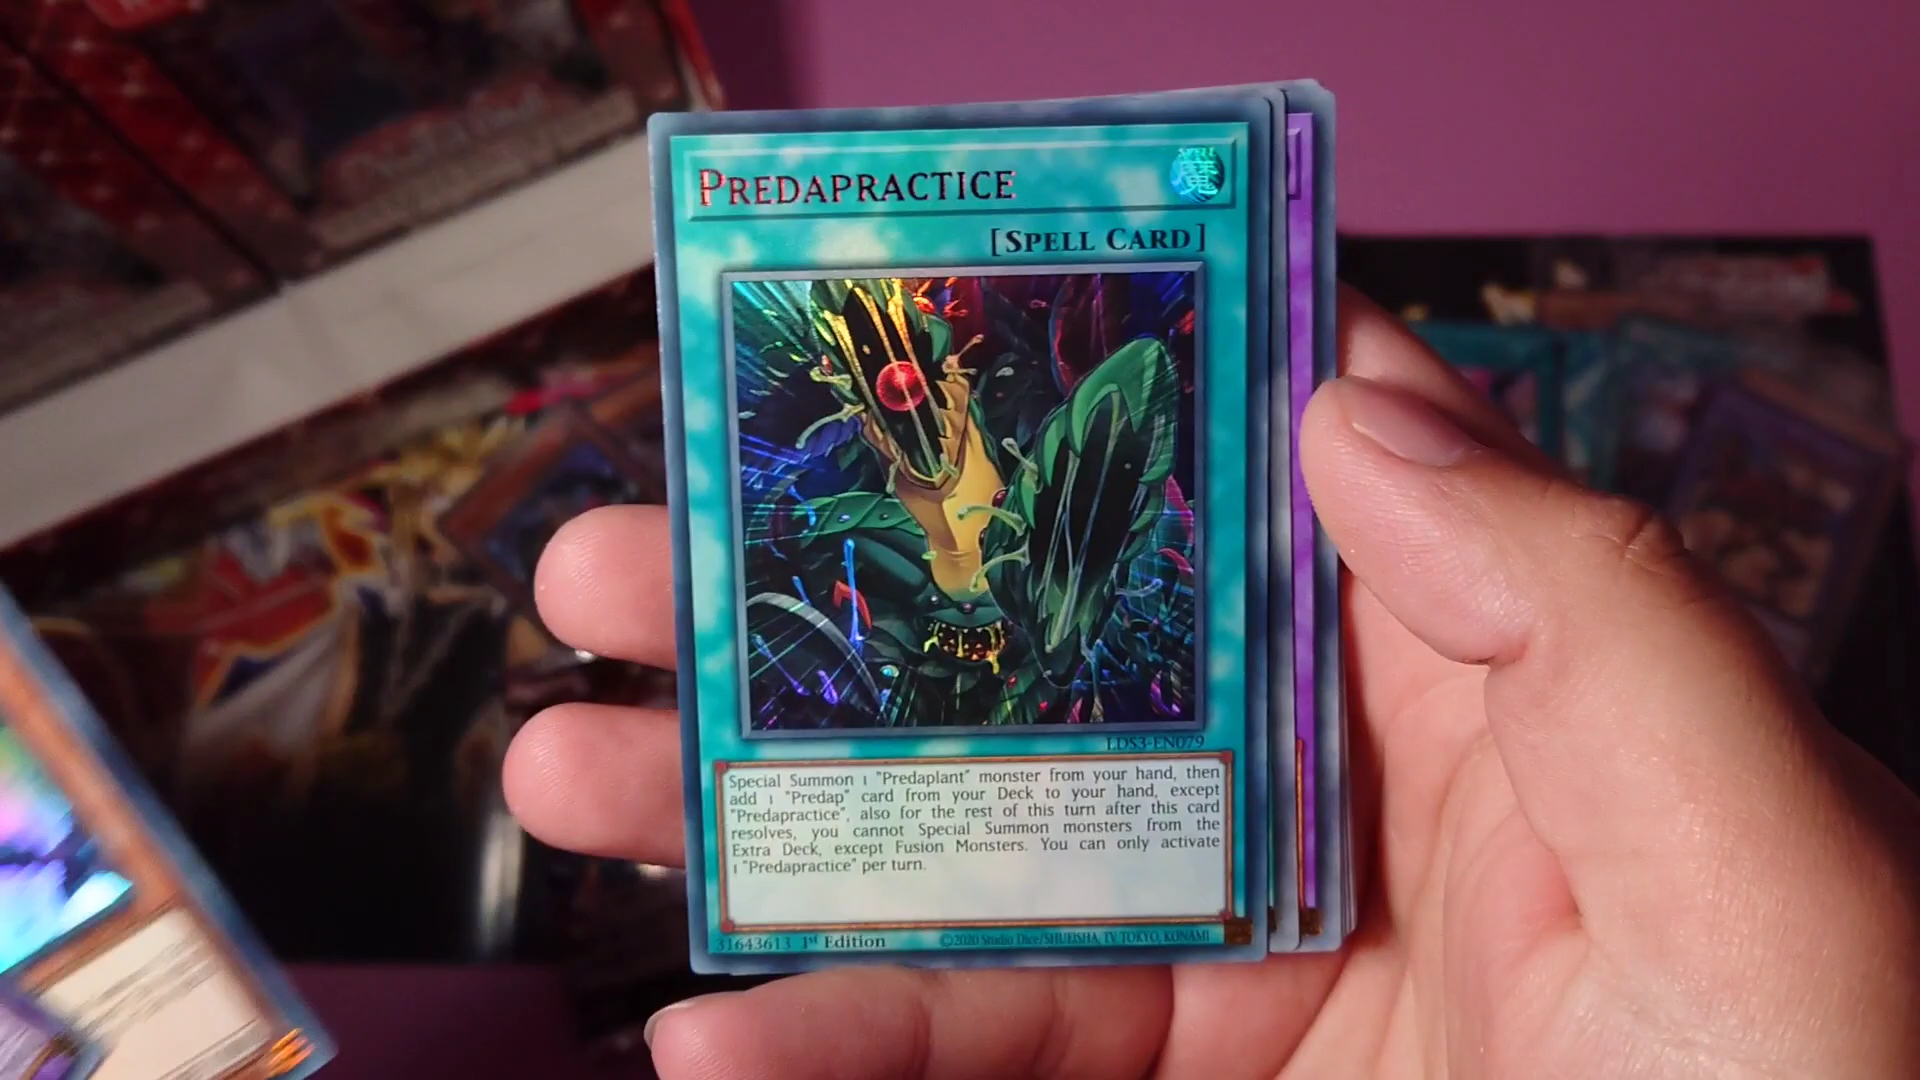 PREDAPRACTICE
SPELL
魔
[SPELL CARD]
LDS3-EN079
Special Summon 1 "Predaplant" monster from your hand, then
add 1 "Predap" card from your Deck to your hand, except
"Predapractice", also for the rest of this turn after this card
resolves, you cannot Special Summon monsters from the
Extra Deck, except Fusion Monsters. You can only activate
1 "Predapractice" per turn.
31643613 1st Edition
©2020 Studio Dice/SHUEISHA, TV TOKYO, KONAMI